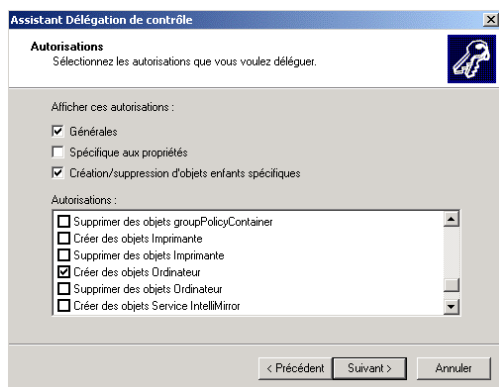 Assistant Délégation de contrôle
Autorisations
Sélectionnez les autorisations que vous voulez déléguer.
Afficher ces autorisations :
Générales
Spécifique aux propriétés
Création/suppression d'objets enfants spécifiques
Autorisations :
Supprimer des objets groupPolicyContainer
Créer des objets Imprimante
Supprimer des objets Imprimante
Créer des objets Ordinateur
Supprimer des objets Ordinateur
Créer des objets Service IntelliMirror
< Précédent Suivant > Annuler